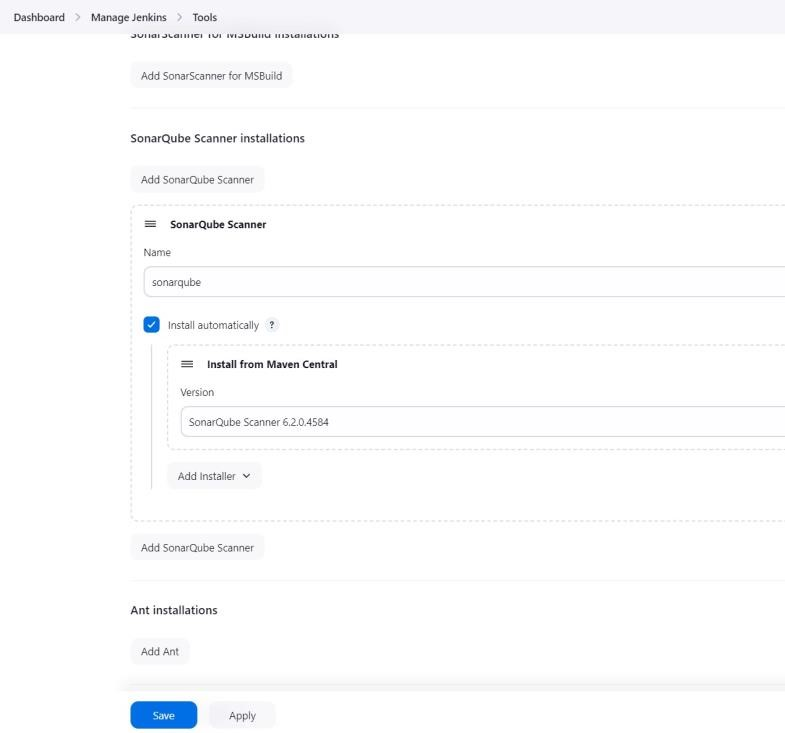 Dashboard > Manage Jenkins > Tools
SonarScanner for MSBuild installations
Add SonarScanner for MSBuild
SonarQube Scanner installations
Add SonarQube Scanner
SonarQube Scanner
Name
sonarqube
Install automatically ?
Install from Maven Central
Version
SonarQube Scanner 6.2.0.4584
Add Installer
Add SonarQube Scanner
Ant installations
Add Ant
Save Apply